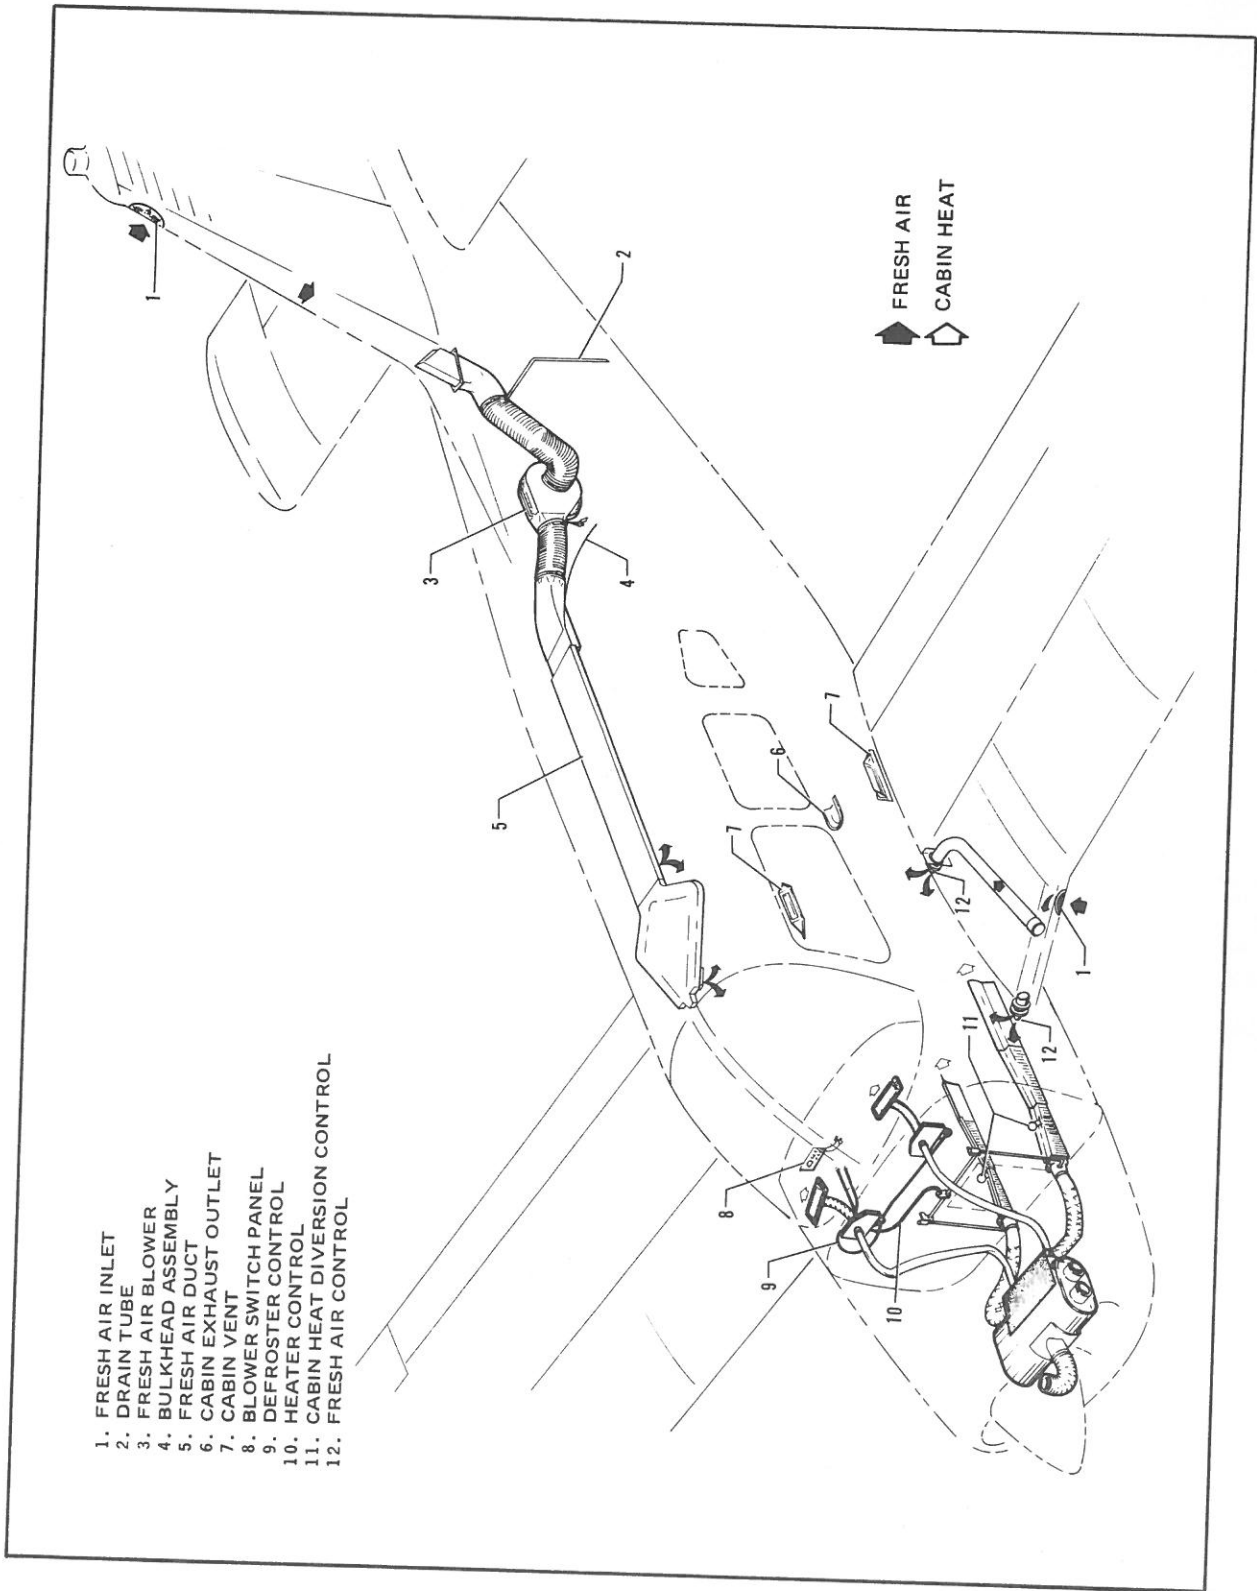 1. FRESH AIR INLET
2. DRAIN TUBE
3. FRESH AIR BLOWER
4. BULKHEAD ASSEMBLY
5. FRESH AIR DUCT
6. CABIN EXHAUST OUTLET
7. CABIN VENT
8. BLOWER SWITCH PANEL
9. DEFROSTER CONTROL
10. HEATER CONTROL
11. CABIN HEAT DIVERSION CONTROL
12. FRESH AIR CONTROL
1
2
3
4
5
6
7
7
8
9
10
11
12
12
1
FRESH AIR
CABIN HEAT